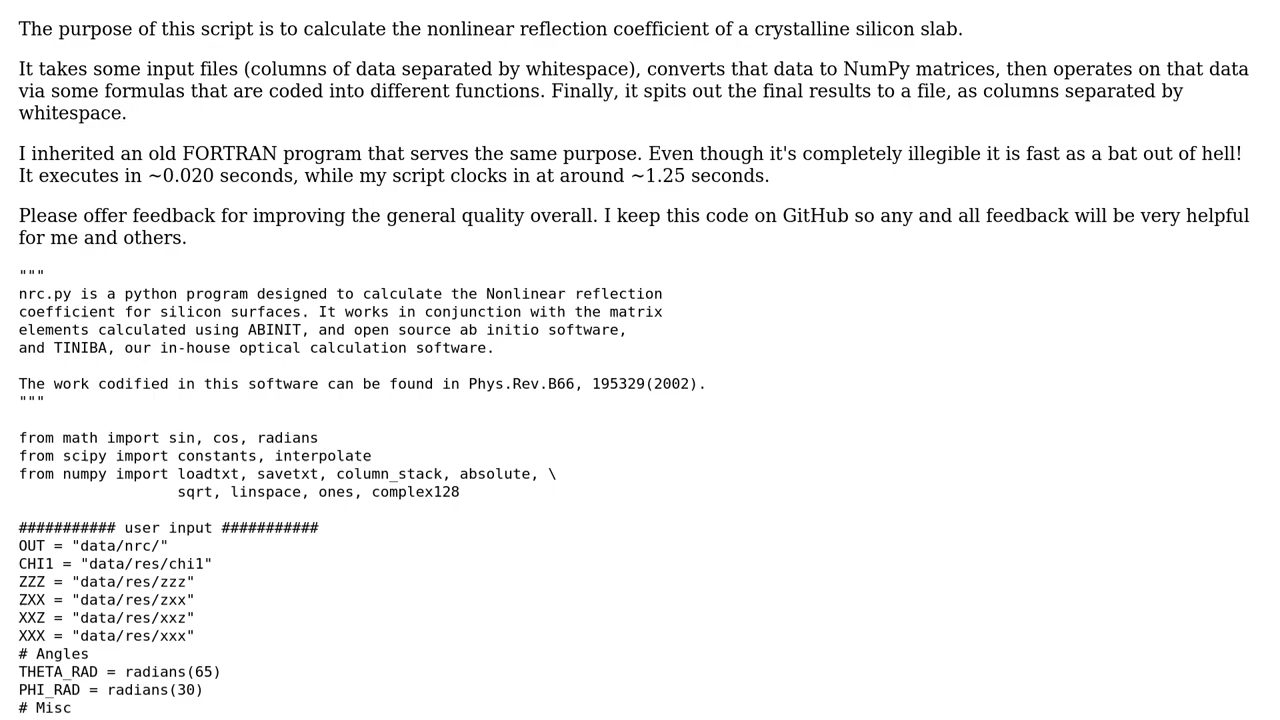 The purpose of this script is to calculate the nonlinear reflection coefficient of a crystalline silicon slab.
It takes some input files (columns of data separated by whitespace), converts that data to NumPy matrices, then operates on that data
via some formulas that are coded into different functions. Finally, it spits out the final results to a file, as columns separated by
whitespace.
I inherited an old FORTRAN program that serves the same purpose. Even though it's completely illegible it is fast as a bat out of hell!
It executes in ~0.020 seconds, while my script clocks in at around ~1.25 seconds.
Please offer feedback for improving the general quality overall. I keep this code on GitHub so any and all feedback will be very helpful
for me and others.
"""
nrc.py is a python program designed to calculate the Nonlinear reflection
coefficient for silicon surfaces. It works in conjunction with the matrix
elements calculated using ABINIT, and open source ab initio software,
and TINIBA, our in-house optical calculation software.
The work codified in this software can be found in Phys.Rev.B66, 195329(2002).
"""
from math import sin, cos, radians
from scipy import constants, interpolate
from numpy import loadtxt, savetxt, column_stack, absolute, \
                  sqrt, linspace, ones, complex128
########### user input ###########
OUT = "data/nrc/"
CHI1 = "data/res/chi1"
ZZZ = "data/res/zzz"
ZXX = "data/res/zxx"
XXZ = "data/res/xxz"
XXX = "data/res/xxx"
# Angles
THETA_RAD = radians(65)
PHI_RAD = radians(30)
# Misc